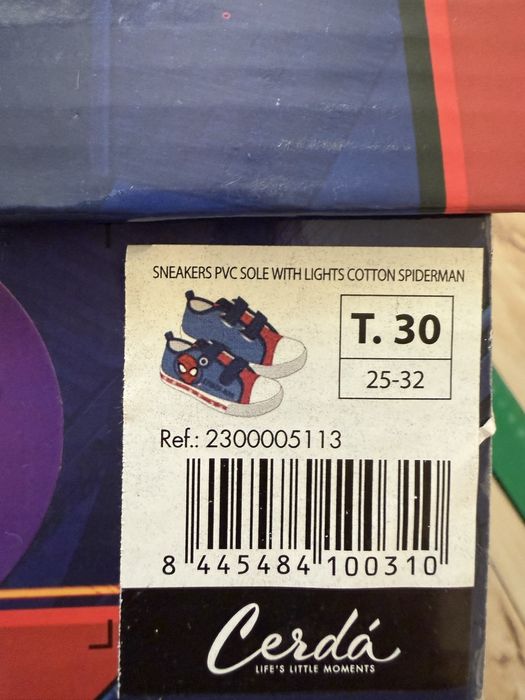 SNEAKERS PVC SOLE WITH LIGHTS COTTON SPIDERMAN
T. 30
25-32
Ref.: 2300005113
8 445484 100310
Cerdá
LIFE'S LITTLE MOMENTS